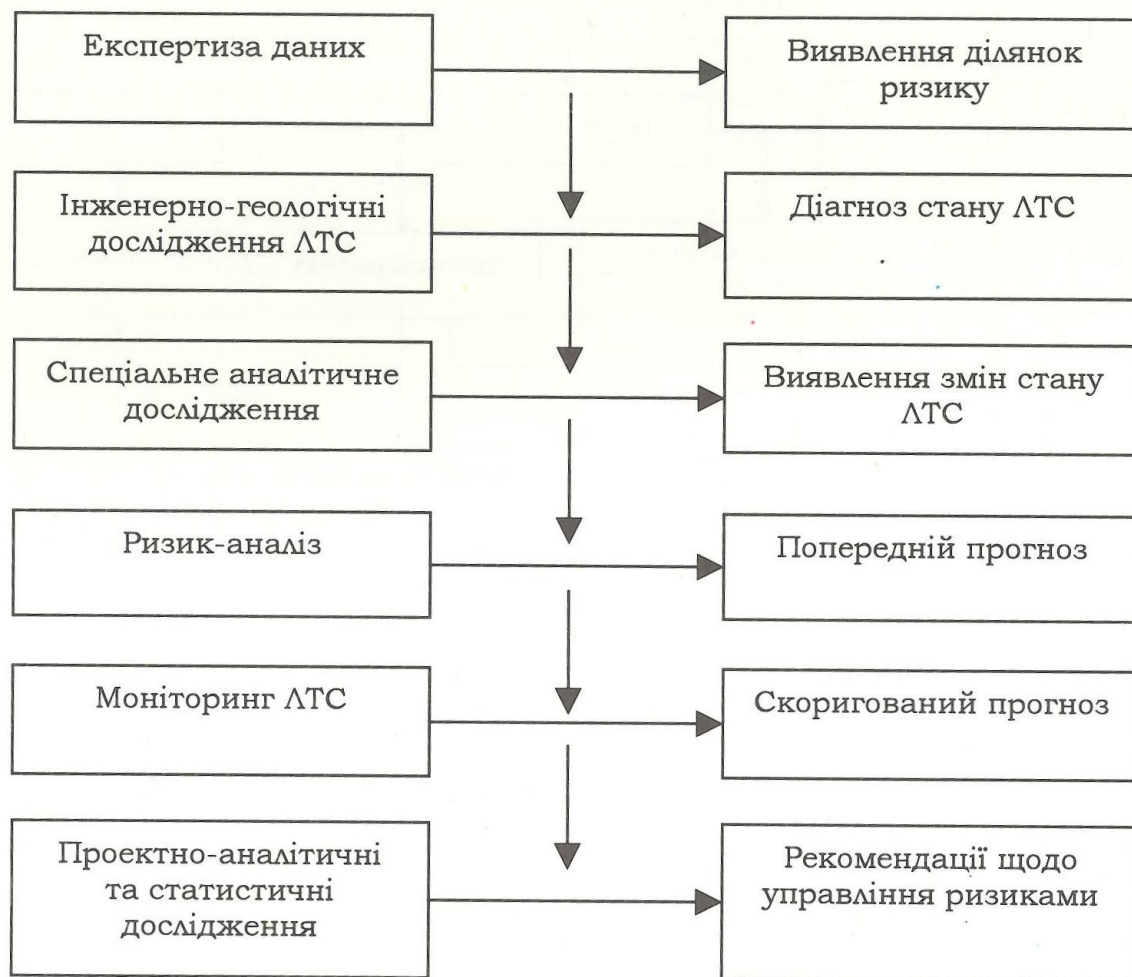 Експертиза даних
Виявлення ділянок
ризику
Інженерно-геологічні
дослідження ЛТС
Діагноз стану ЛТС
Спеціальне аналітичне
дослідження
Виявлення змін стану
ЛТС
Ризик-аналіз
Попередній прогноз
Моніторинг ЛТС
Скоригований прогноз
Проектно-аналітичні
та статистичні
дослідження
Рекомендації щодо
управління ризиками